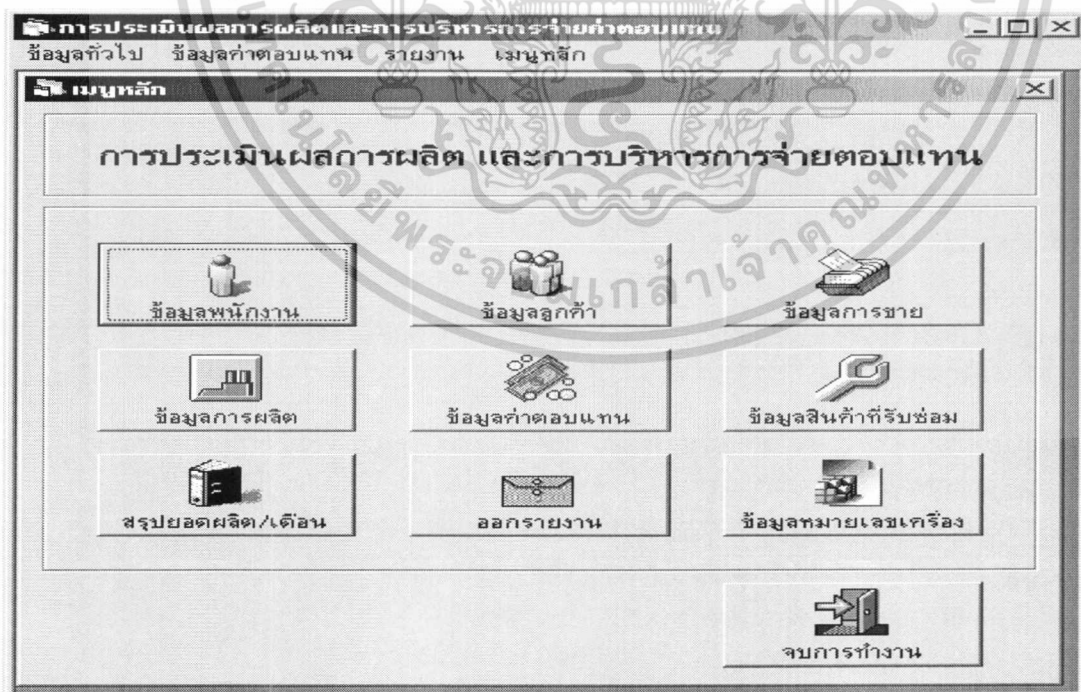 การประเมินผลการผลิตและการบริหารการจ่ายค่าตอบแทน
ข้อมูลทั่วไป ข้อมูลค่าตอบแทน รายงาน เมนูหลัก
เมนูหลัก
การประเมินผลการผลิต และการบริหารการจ่ายตอบแทน
ข้อมูลพนักงาน ข้อมูลลูกค้า ข้อมูลการขาย
ข้อมูลการผลิต ข้อมูลค่าตอบแทน ข้อมูลสินค้าที่รับซ่อม
สรุปยอดผลิต/เดือน ออกรายงาน ข้อมูลหมายเลขเครื่อง
จบการทำงาน